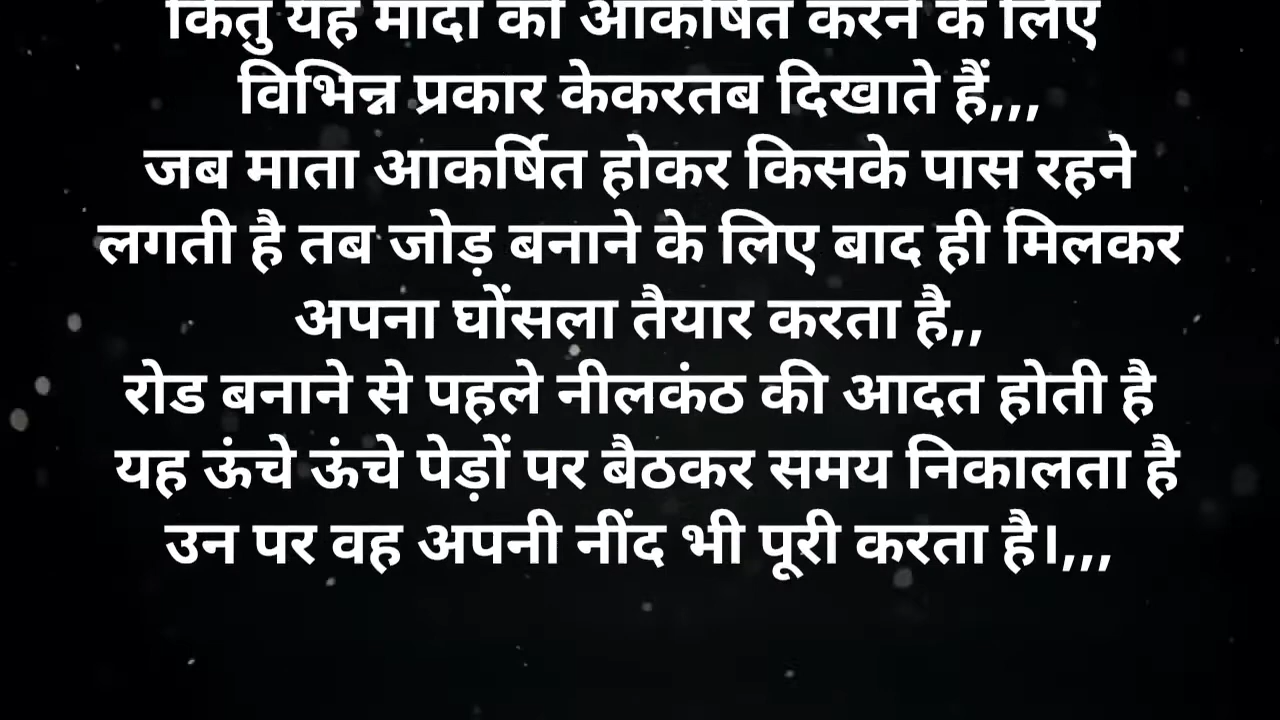 किंतु यह मादा को आकर्षित करने के लिए
विभिन्न प्रकार केकरतब दिखाते हैं,,,
जब माता आकर्षित होकर किसके पास रहने
लगती है तब जोड़ बनाने के लिए बाद ही मिलकर
अपना घोंसला तैयार करता है,,
रोड बनाने से पहले नीलकंठ की आदत होती है
यह ऊंचे ऊंचे पेड़ों पर बैठकर समय निकालता है
उन पर वह अपनी नींद भी पूरी करता है।,,,